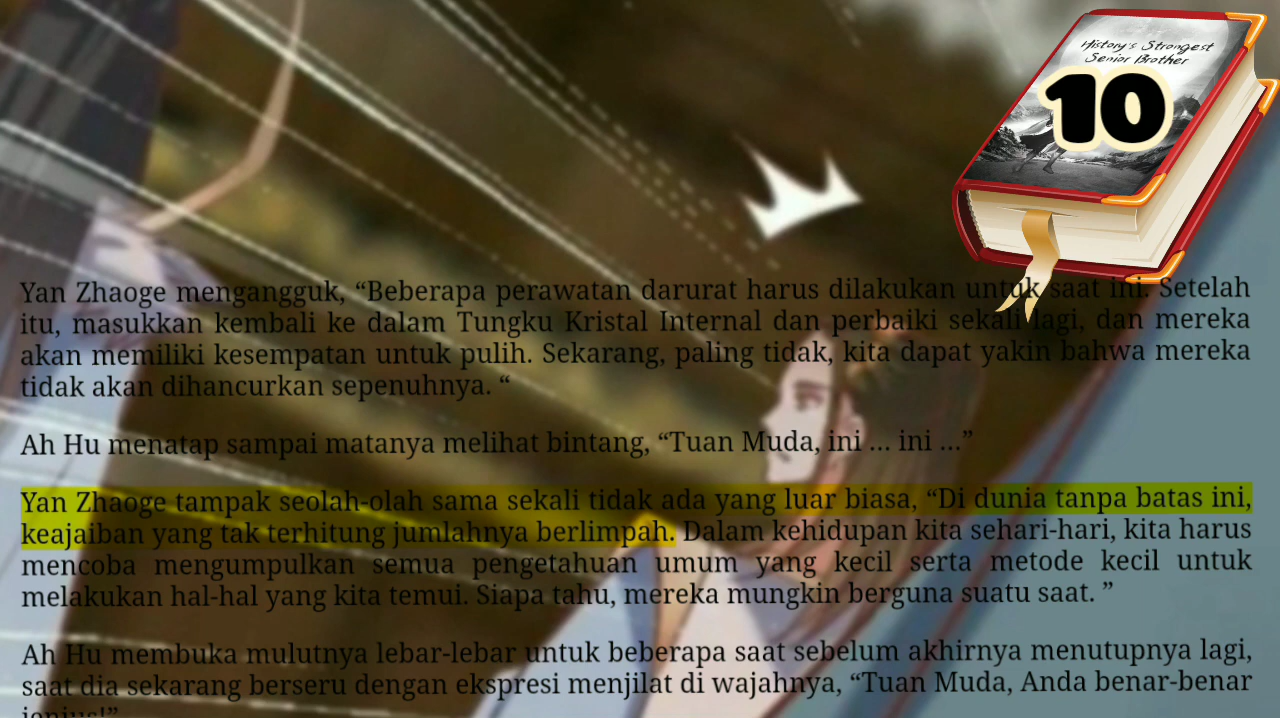 History's Strongest
Senior Brother
10
Yan Zhaoge mengangguk, “Beberapa perawatan darurat harus dilakukan untuk saat ini. Setelah
itu, masukkan kembali ke dalam Tungku Kristal Internal dan perbaiki sekali lagi, dan mereka
akan memiliki kesempatan untuk pulih. Sekarang, paling tidak, kita dapat yakin bahwa mereka
tidak akan dihancurkan sepenuhnya. “
Ah Hu menatap sampai matanya melihat bintang, “Tuan Muda, ini ... ini ...”
Yan Zhaoge tampak seolah-olah sama sekali tidak ada yang luar biasa, “Di dunia tanpa batas ini,
keajaiban yang tak terhitung jumlahnya berlimpah. Dalam kehidupan kita sehari-hari, kita harus
mencoba mengumpulkan semua pengetahuan umum yang kecil serta metode kecil untuk
melakukan hal-hal yang kita temui. Siapa tahu, mereka mungkin berguna suatu saat. ”
Ah Hu membuka mulutnya lebar-lebar untuk beberapa saat sebelum akhirnya menutupnya lagi,
saat dia sekarang berseru dengan ekspresi menjilat di wajahnya, “Tuan Muda, Anda benar-benar
jenius!”